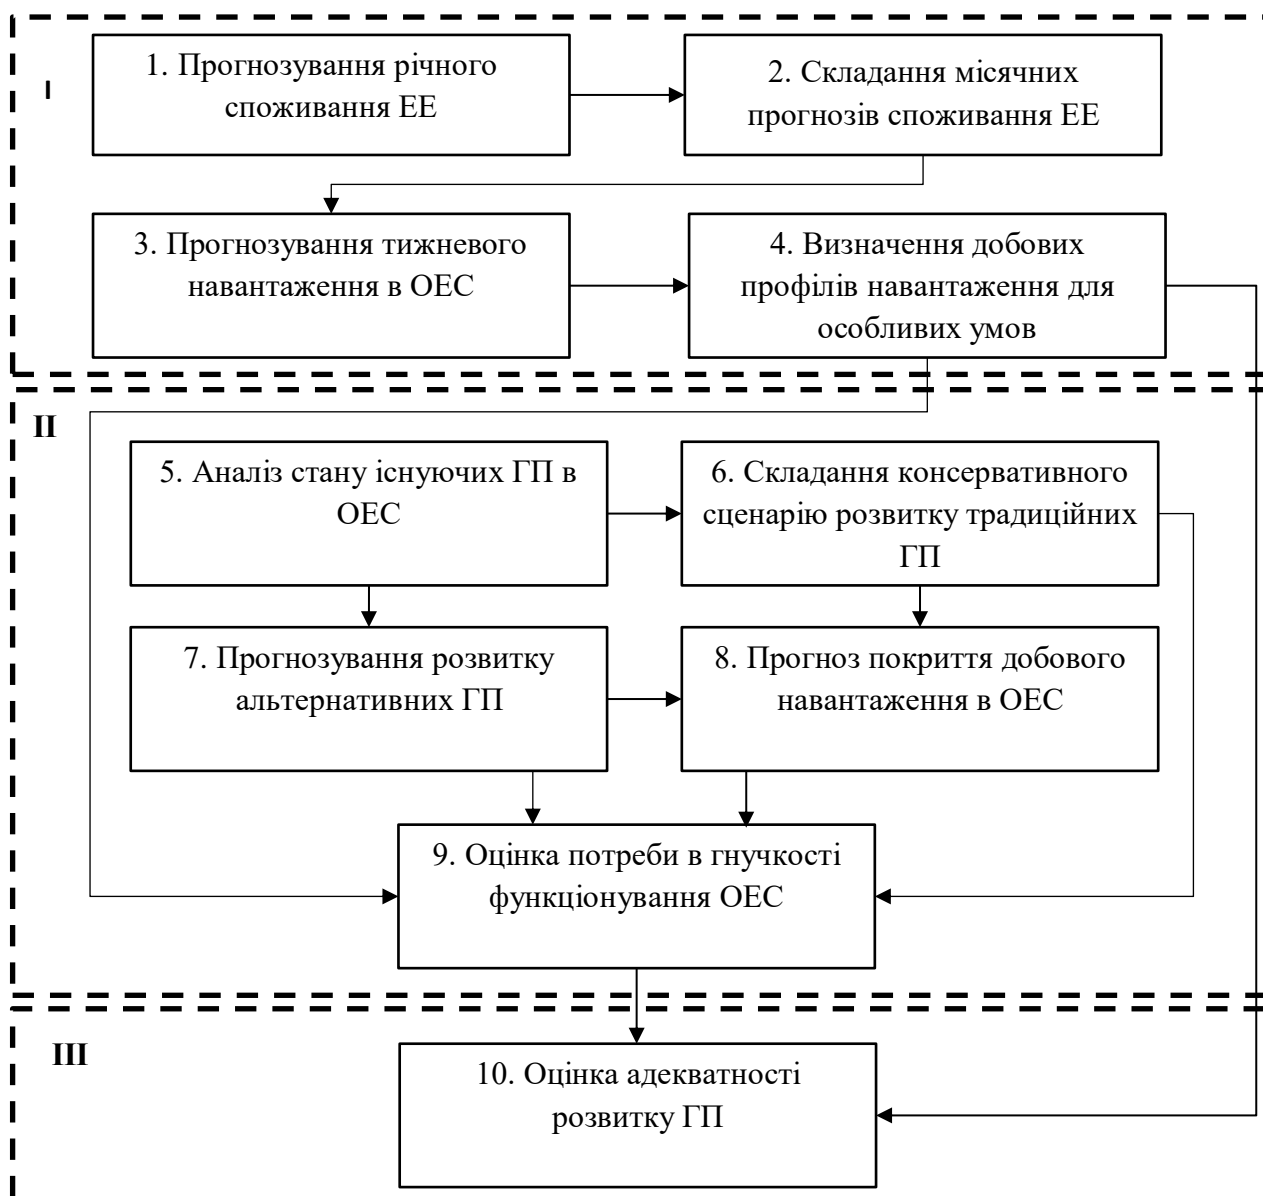 I
1. Прогнозування річного
споживання ЕЕ
2. Складання місячних
прогнозів споживання ЕЕ
3. Прогнозування тижневого
навантаження в ОЕС
4. Визначення добових
профілів навантаження для
особливих умов
II
5. Аналіз стану існуючих ГП в
ОЕС
6. Складання консервативного
сценарію розвитку традиційних
ГП
7. Прогнозування розвитку
альтернативних ГП
8. Прогноз покриття добового
навантаження в ОЕС
9. Оцінка потреби в гнучкості
функціонування ОЕС
III
10. Оцінка адекватності
розвитку ГП